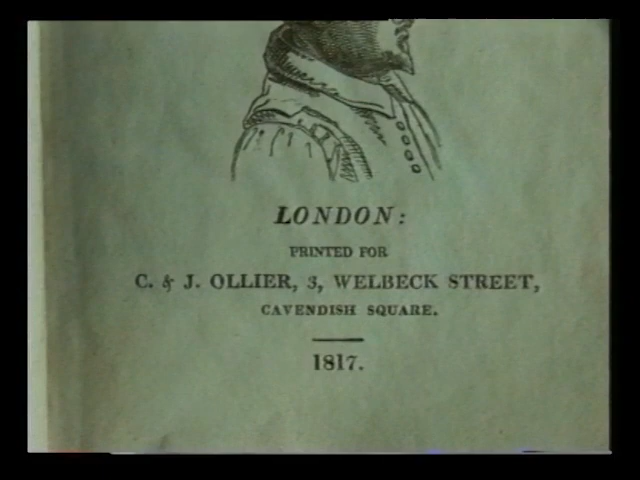 LONDON:
PRINTED FOR
C. & J. OLLIER, 3, WELBECK STREET,
CAVENDISH SQUARE.
1817.